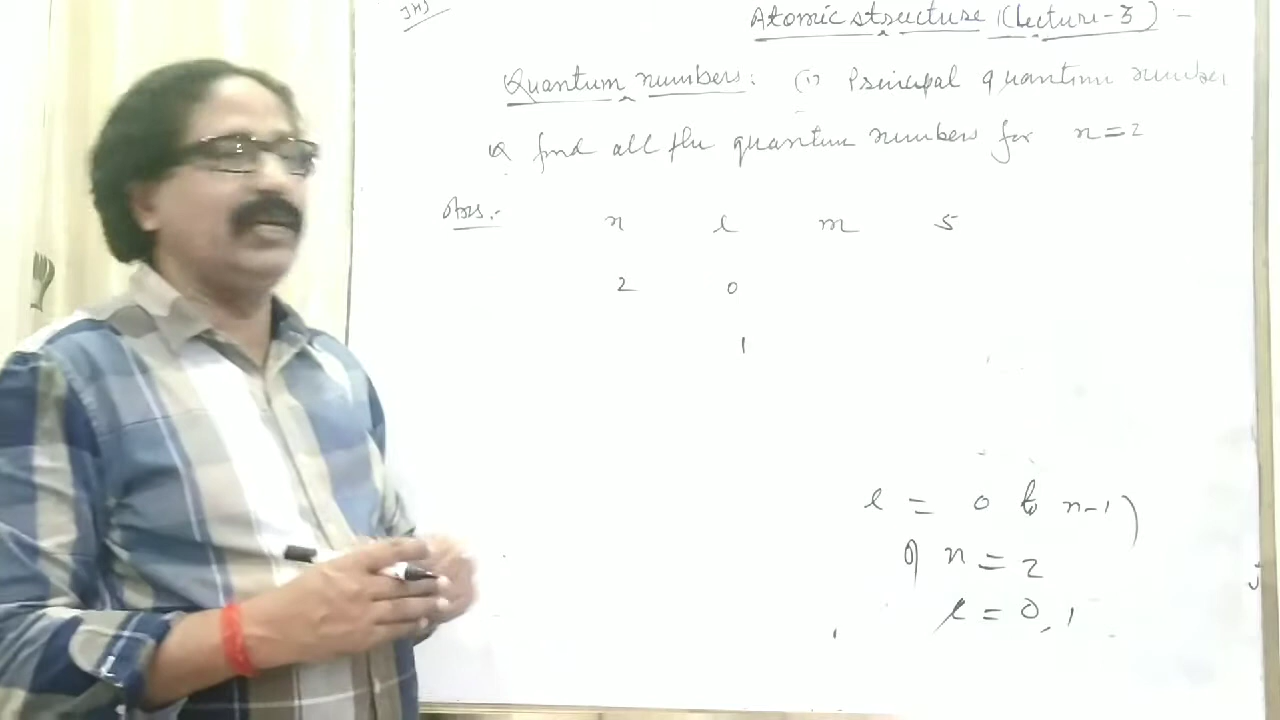 Atomic structure (Lecture-3) -
Quantum numbers: (1) Principal quantum number
Q find all the quantum numbers for n=2
Ans:-
n l m s
2 0
1
l = 0 to n-1)
If n = 2
l = 0, 1